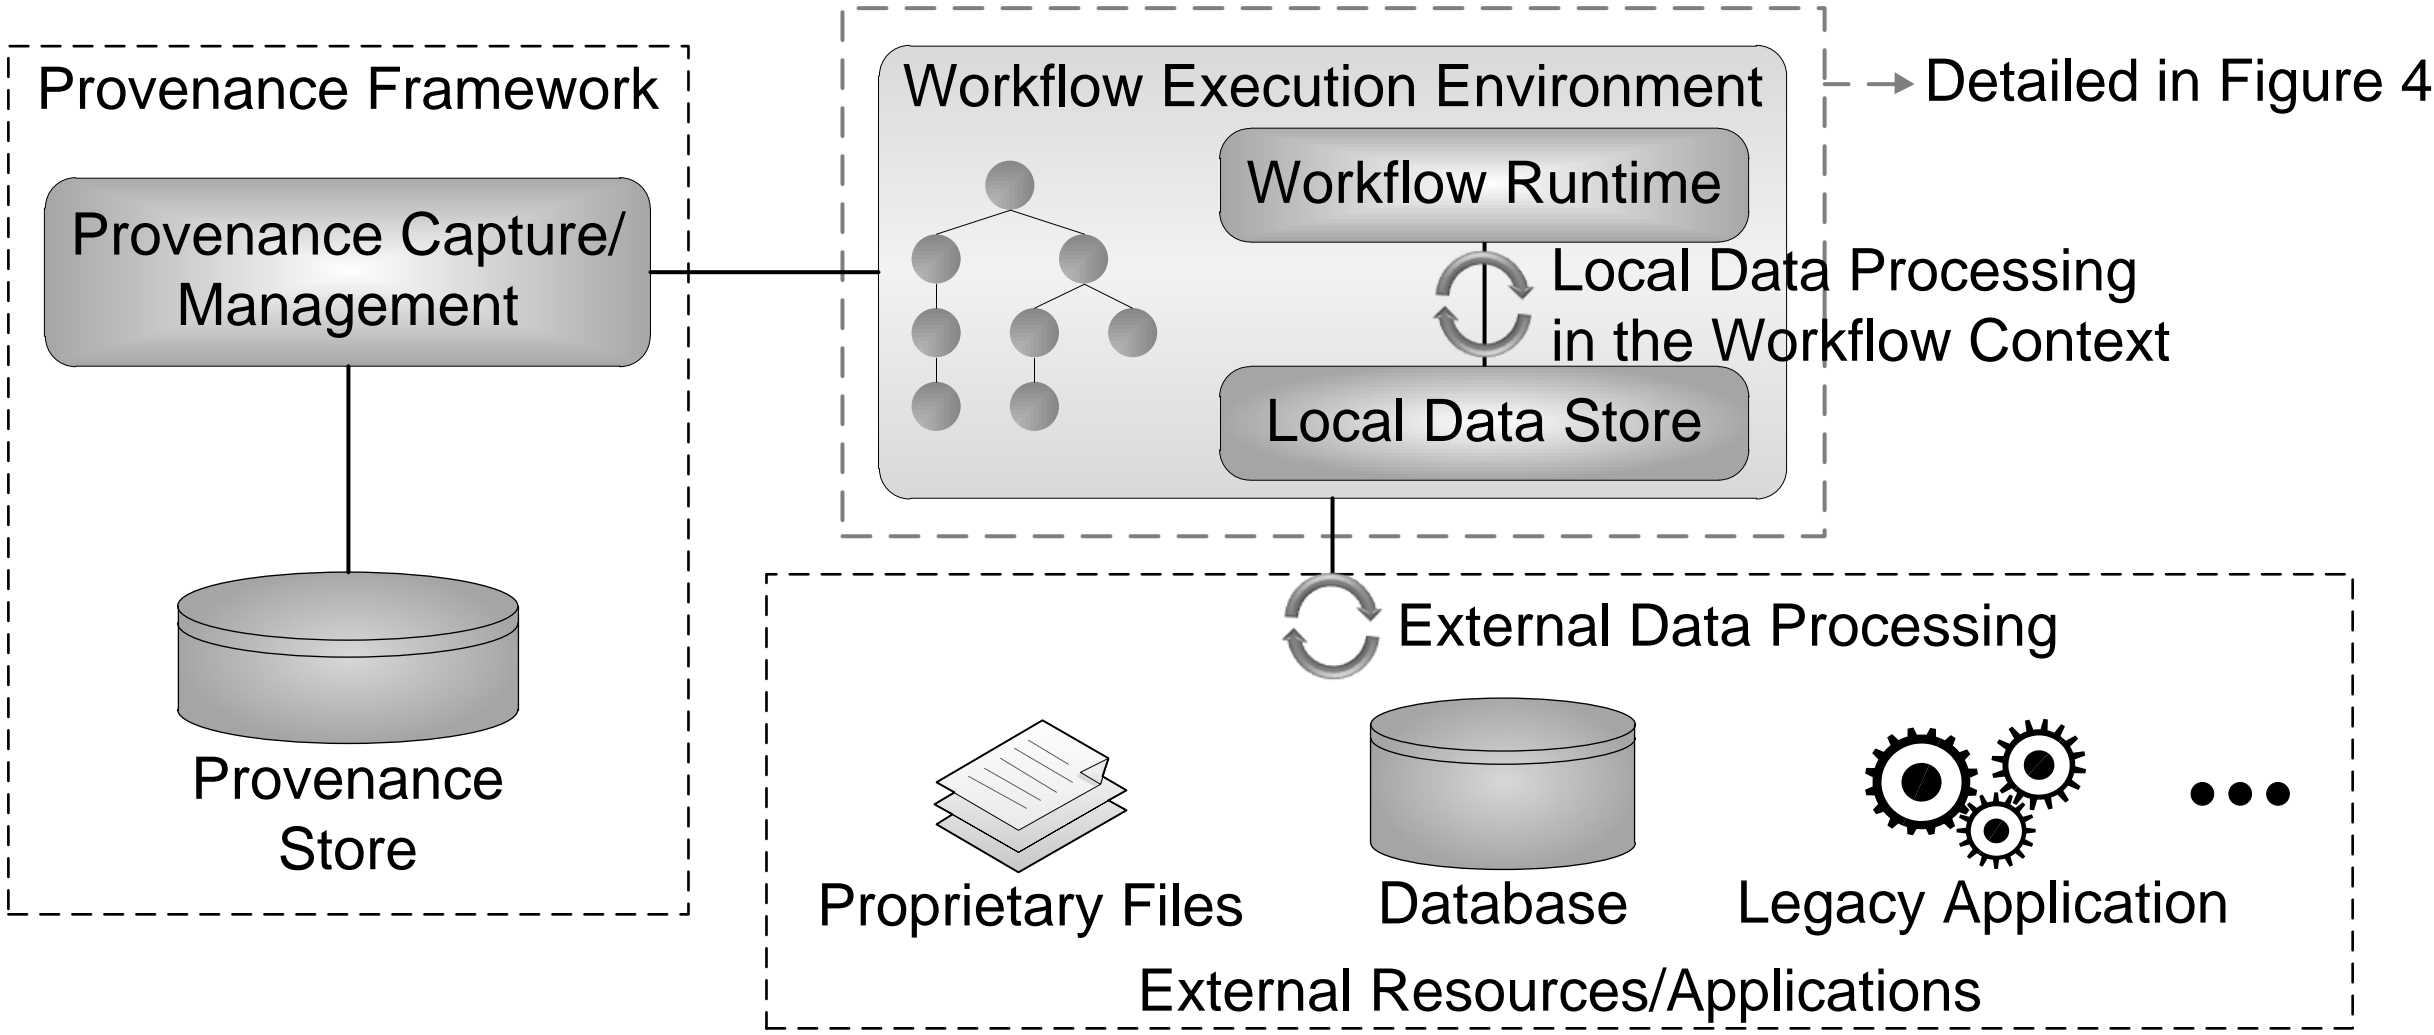 Provenance Framework
Provenance Capture/
Management
Provenance
Store
Workflow Execution Environment
Detailed in Figure 4
Workflow Runtime
Local Data Processing
in the Workflow Context
Local Data Store
External Data Processing
Proprietary Files
Database
Legacy Application
External Resources/Applications